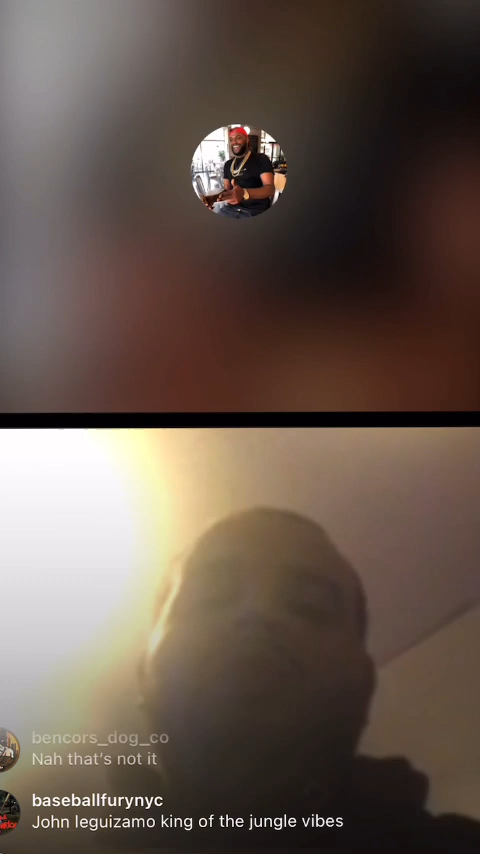 bencors_dog_co
Nah that's not it
baseballfurynyc
John leguizamo king of the jungle vibes